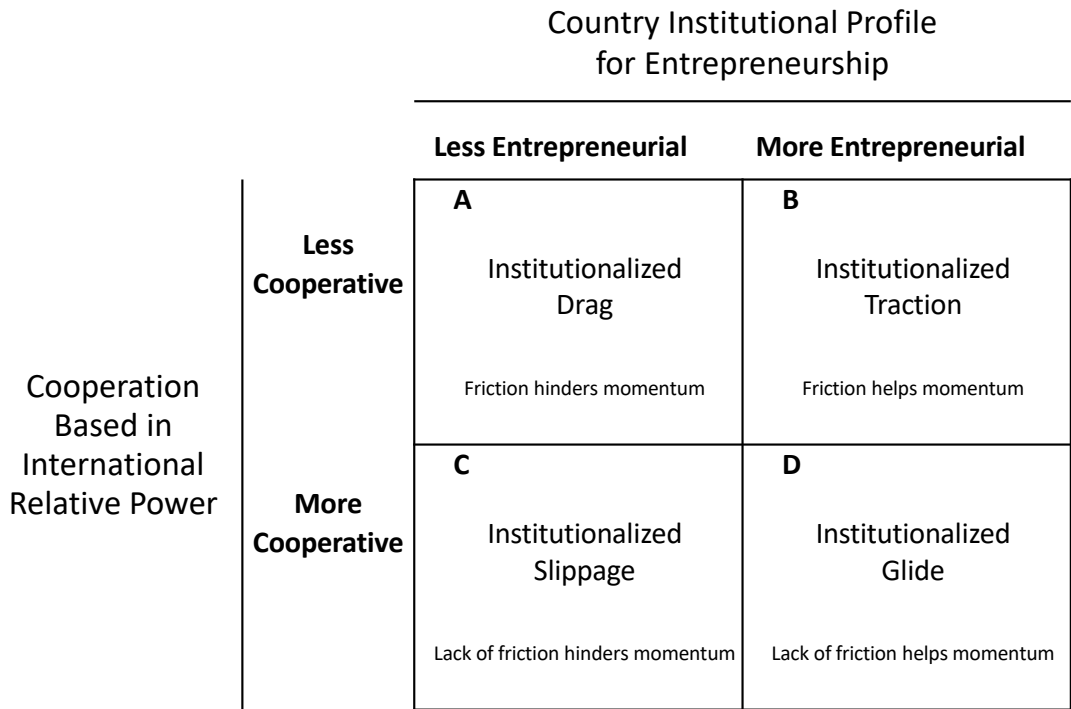 Country Institutional Profile
for Entrepreneurship
Less Entrepreneurial
More Entrepreneurial
Cooperation
Based in
International
Relative Power
Less
Cooperative
A
Institutionalized
Drag
Friction hinders momentum
B
Institutionalized
Traction
Friction helps momentum
More
Cooperative
C
Institutionalized
Slippage
Lack of friction hinders momentum
D
Institutionalized
Glide
Lack of friction helps momentum